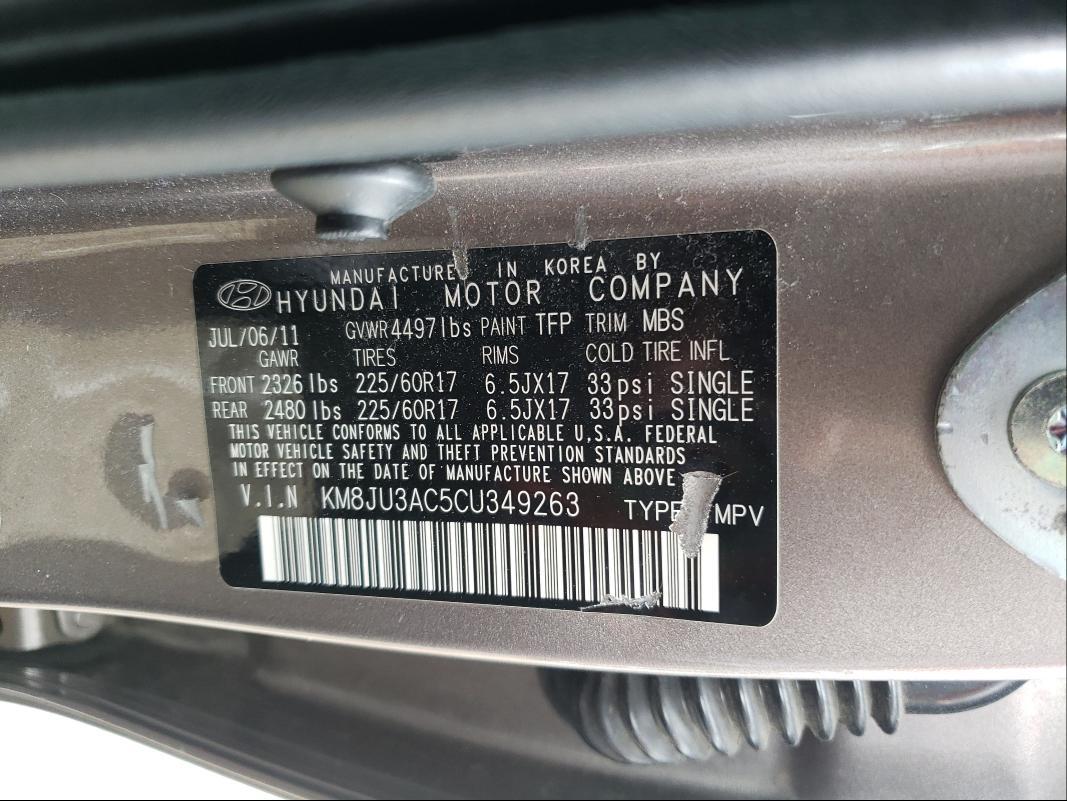 MANUFACTURED IN KOREA BY
HYUNDAI MOTOR COMPANY
JUL/06/11 GVWR 4497lbs PAINT TFP TRIM MBS
GAWR TIRES RIMS COLD TIRE INFL
FRONT 2326 lbs 225/60R17 6.5JX17 33psi SINGLE
REAR 2480 lbs 225/60R17 6.5JX17 33psi SINGLE
THIS VEHICLE CONFORMS TO ALL APPLICABLE U.S.A. FEDERAL
MOTOR VEHICLE SAFETY AND THEFT PREVENTION STANDARDS
IN EFFECT ON THE DATE OF MANUFACTURE SHOWN ABOVE
V.I.N KM8JU3AC5CU349263 TYPE MPV